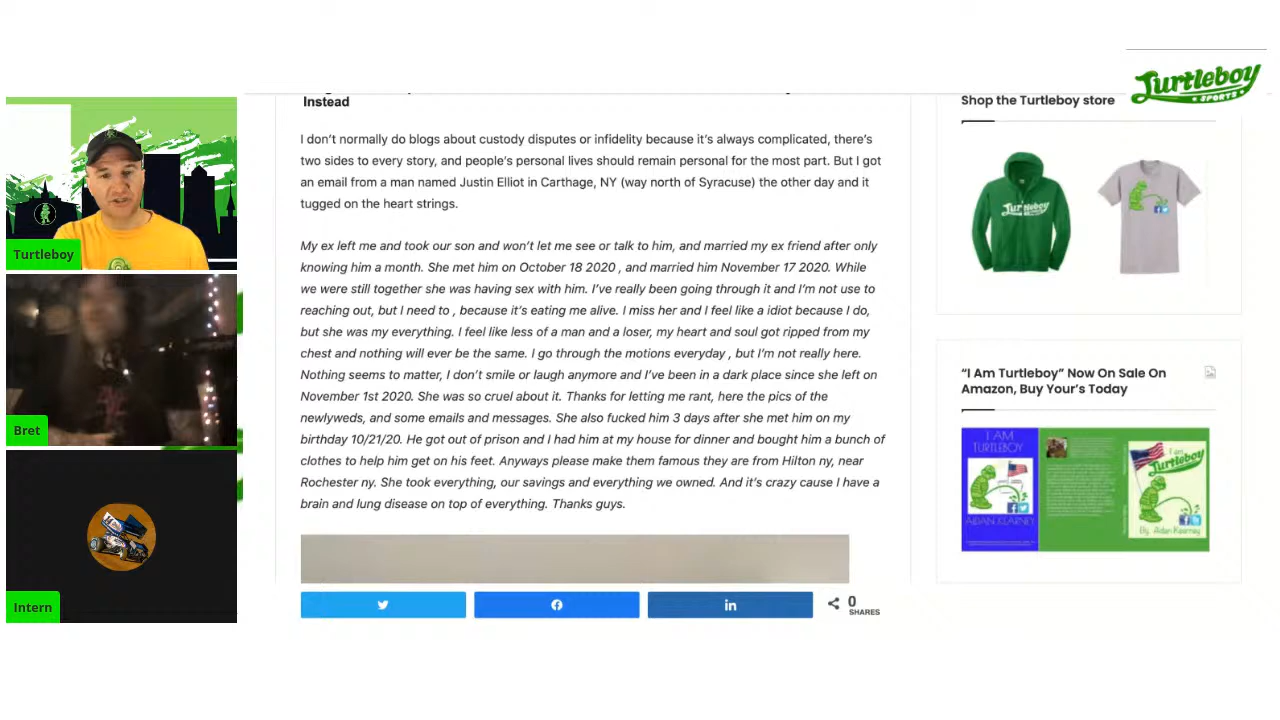 Instead
I don't normally do blogs about custody disputes or infidelity because it's always complicated, there's
two sides to every story, and people's personal lives should remain personal for the most part. But I got
an email from a man named Justin Elliot in Carthage, NY (way north of Syracuse) the other day and it
tugged on the heart strings.
My ex left me and took our son and won't let me see or talk to him, and married my ex friend after only
knowing him a month. She met him on October 18 2020 , and married him November 17 2020. While
we were still together she was having sex with him. I've really been going through it and I'm not use to
reaching out, but I need to , because it's eating me alive. I miss her and I feel like a idiot because I do,
but she was my everything. I feel like less of a man and a loser, my heart and soul got ripped from my
chest and nothing will ever be the same. I go through the motions everyday , but I'm not really here.
Nothing seems to matter, I don't smile or laugh anymore and I've been in a dark place since she left on
November 1st 2020. She was so cruel about it. Thanks for letting me rant, here the pics of the
newlyweds, and some emails and messages. She also fucked him 3 days after she met him on my
birthday 10/21/20. He got out of prison and I had him at my house for dinner and bought him a bunch of
clothes to help him get on his feet. Anyways please make them famous they are from Hilton ny, near
Rochester ny. She took everything, our savings and everything we owned. And it's crazy cause I have a
brain and lung disease on top of everything. Thanks guys.
0
SHARES
Turtleboy
Bret
Intern
Turtleboy
SPORTS
Shop the Turtleboy store
Turtleboy
"I Am Turtleboy" Now On Sale On
Amazon, Buy Your's Today
I AM
TURTLEBOY
AIDAN KEARNEY
I am
Turtleboy
By: Aidan Kearney